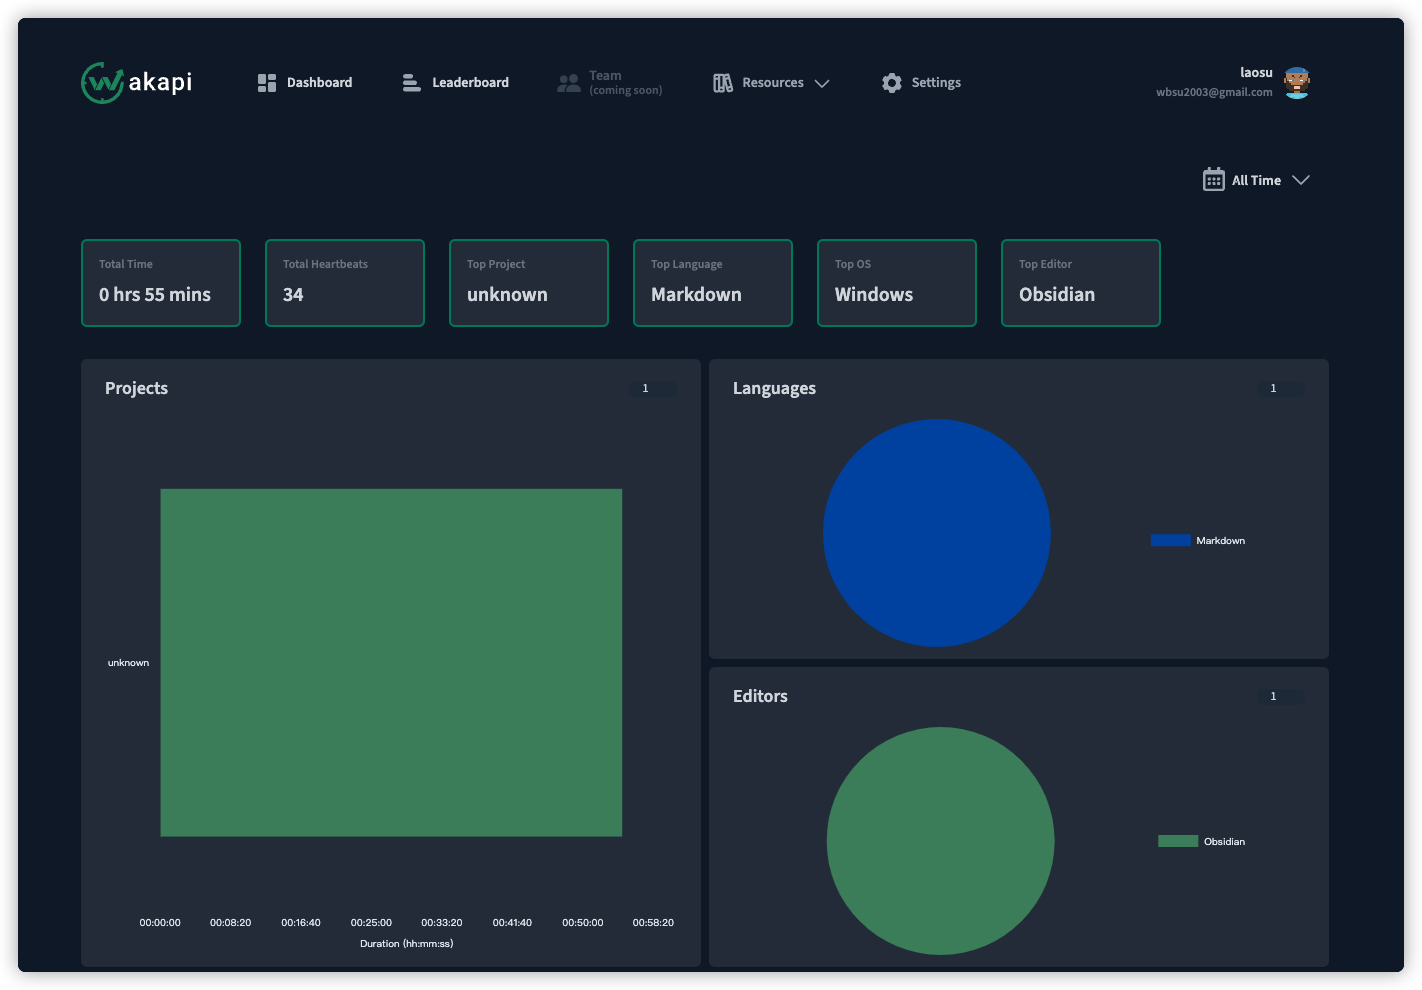 wakapi
Dashboard
Leaderboard
Team
(coming soon)
Resources
Settings
laosu
wbsu2003@gmail.com
All Time
Total Time
0 hrs 55 mins
Total Heartbeats
34
Top Project
unknown
Top Language
Markdown
Top OS
Windows
Top Editor
Obsidian
Projects
1
unknown
00:00:00 00:08:20 00:16:40 00:25:00 00:33:20 00:41:40 00:50:00 00:58:20
Duration (hh:mm:ss)
Languages
1
Markdown
Editors
1
Obsidian